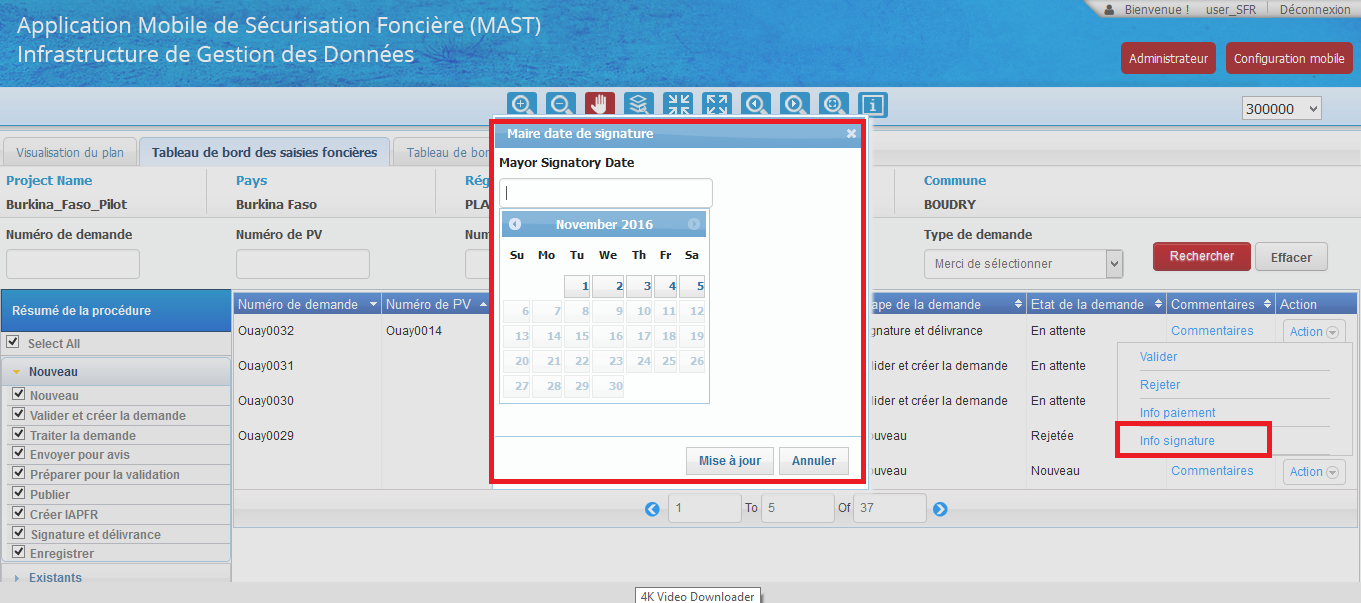 Bienvenue ! user_SFR Déconnexion
Application Mobile de Sécurisation Foncière (MAST)
Infrastructure de Gestion des Données
Administrateur Configuration mobile
300000
Visualisation du plan Tableau de bord des saisies foncières Tableau de bor
Maire date de signature
Mayor Signatory Date
Project Name Pays Rég Commune
Burkina_Faso_Pilot Burkina Faso PLA BOUDRY
Numéro de demande Numéro de PV Num Type de demande
Merci de sélectionner Rechercher Effacer
November 2016
Su Mo Tu We Th Fr Sa
1 2 3 4 5
6 7 8 9 10 11 12
13 14 15 16 17 18 19
20 21 22 23 24 25 26
27 28 29 30
Mise à jour Annuler
Résumé de la procédure
Select All
Nouveau
Nouveau
Valider et créer la demande
Traiter la demande
Envoyer pour avis
Préparer pour la validation
Publier
Créer IAPFR
Signature et délivrance
Enregistrer
Existants
Numéro de demande Numéro de PV ape de la demande Etat de la demande Commentaires Action
Ouay0032 Ouay0014 gnature et délivrance En attente Commentaires Action
Ouay0031 lider et créer la demande En attente
Ouay0030 lider et créer la demande En attente
Ouay0029 ouveau Rejetée
ouveau Nouveau Commentaires Action
Valider
Rejeter
Info paiement
Info signature
1 To 5 Of 37
4K Video Downloader